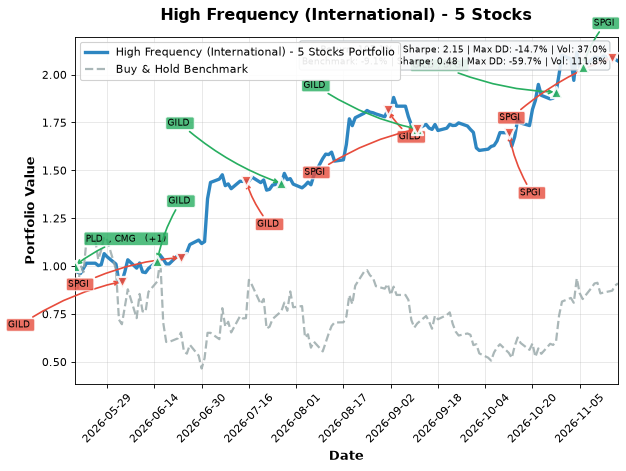 High Frequency (International) - 5 Stocks
SPGI
High Frequency (International) - 5 Stocks Portfolio
Buy & Hold Benchmark
Sharpe: 2.15 | Max DD: -14.7% | Vol: 37.0%
Benchmark: -9.1% | Sharpe: 0.48 | Max DD: -59.7% | Vol: 111.8%
GILD
GILD
SPGI
GILD
SPGI
SPGI
GILD
GILD
PLD, CMG (+1)
SPGI
GILD
2.00
1.75
1.50
1.25
1.00
0.75
0.50
Portfolio Value
2026-05-29
2026-06-14
2026-06-30
2026-07-16
2026-08-01
2026-08-17
2026-09-02
2026-09-18
2026-10-04
2026-10-20
2026-11-05
Date